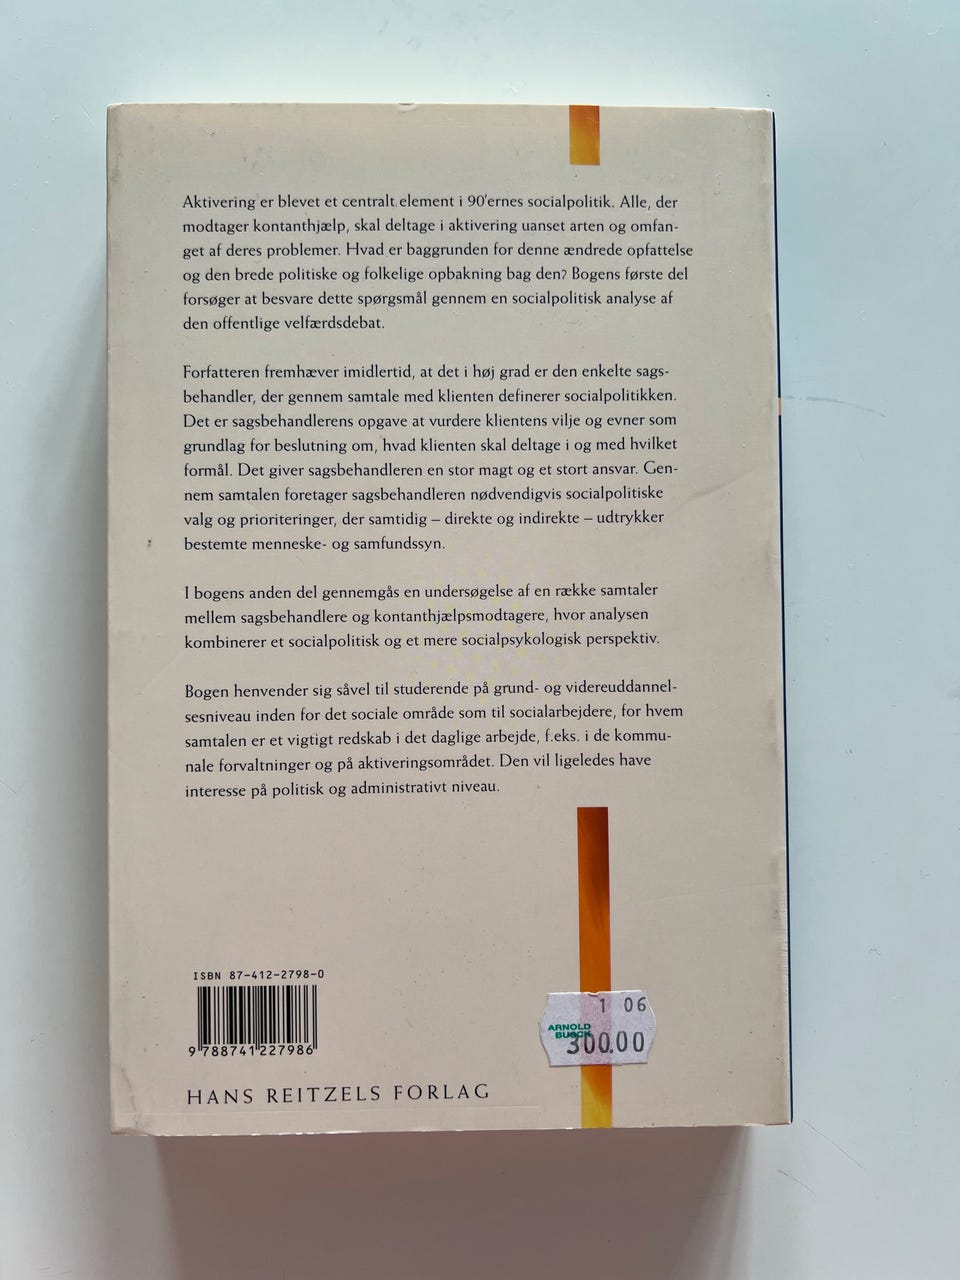 Aktivering er blevet et centralt element i 90'ernes socialpolitik. Alle, der
modtager kontanthjælp, skal deltage i aktivering uanset arten og omfan-
get af deres problemer. Hvad er baggrunden for denne ændrede opfattelse
og den brede politiske og folkelige opbakning bag den? Bogens første del
forsøger at besvare dette spørgsmål gennem en socialpolitisk analyse af
den offentlige velfærdsdebat.
Forfatteren fremhæver imidlertid, at det i høj grad er den enkelte sags-
behandler, der gennem samtale med klienten definerer socialpolitikken.
Det er sagsbehandlerens opgave at vurdere klientens vilje og evner som
grundlag for beslutning om, hvad klienten skal deltage i og med hvilket
formål. Det giver sagsbehandleren en stor magt og et stort ansvar. Gen-
nem samtalen foretager sagsbehandleren nødvendigvis socialpolitiske
valg og prioriteringer, der samtidig – direkte og indirekte – udtrykker
bestemte menneske- og samfundssyn.
I bogens anden del gennemgås en undersøgelse af en række samtaler
mellem sagsbehandlere og kontanthjælpsmodtagere, hvor analysen
kombinerer et socialpolitisk og et mere socialpsykologisk perspektiv.
Bogen henvender sig såvel til studerende på grund- og videreuddannel-
sesniveau inden for det sociale område som til socialarbejdere, for hvem
samtalen er et vigtigt redskab i det daglige arbejde, f.eks. i de kommu-
nale forvaltninger og på aktiveringsområdet. Den vil ligeledes have
interesse på politisk og administrativt niveau.
ISBN 87-412-2798-0
9 788741 227986
1 06
ARNOLD
BUSCK
300.00
HANS REITZELS FORLAG